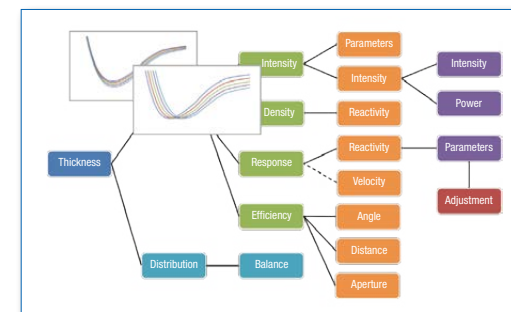 Parameters
Intensity
Intensity
Intensity
Power
Density
Reactivity
Thickness
Response
Reactivity
Parameters
Velocity
Adjustment
Efficiency
Angle
Distance
Distribution
Balance
Aperture